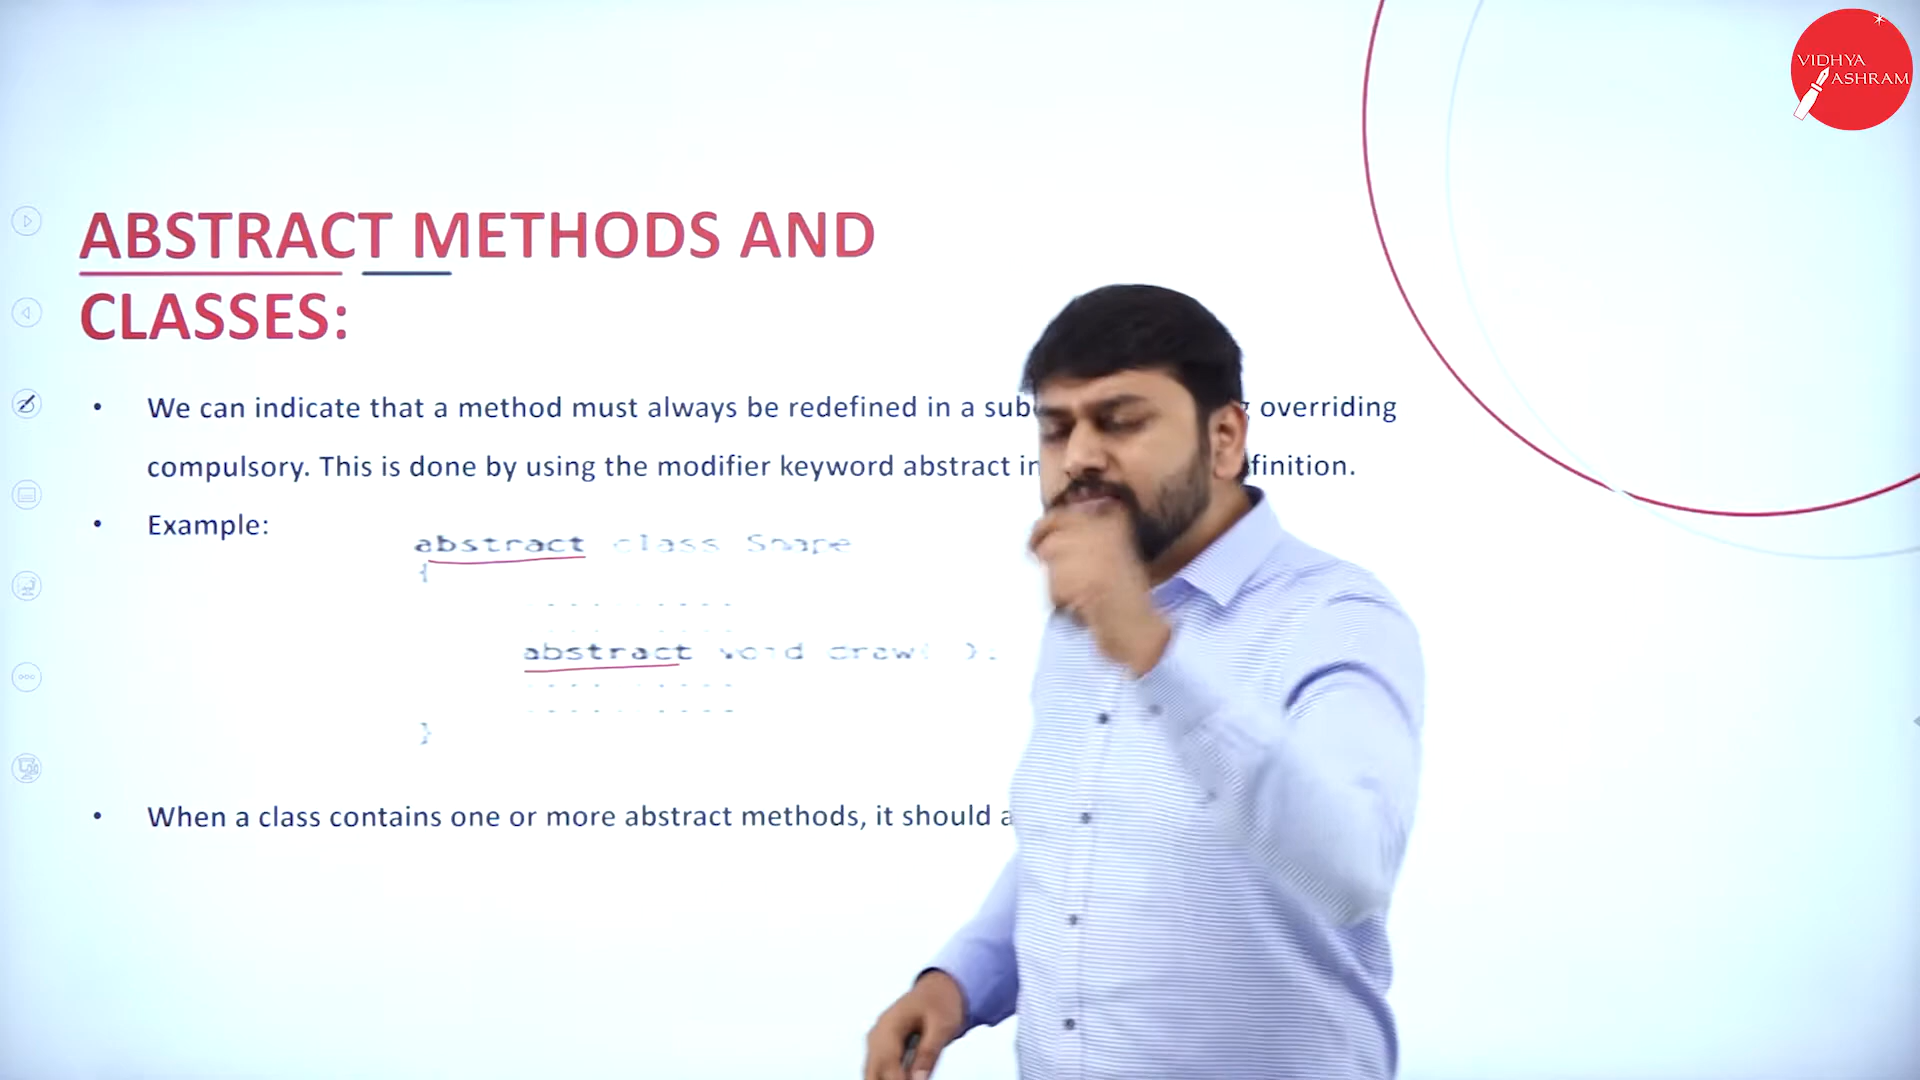 VIDHYA
ASHRAM
ABSTRACT METHODS AND
CLASSES:
• We can indicate that a method must always be redefined in a sub overriding
compulsory. This is done by using the modifier keyword abstract in finition.
• Example:
abstract class Shape
{
- - - - - - - - - -
- - - - - - - - - -
abstract void draw( );
- - - - - - - - - -
- - - - - - - - - -
}
• When a class contains one or more abstract methods, it should a